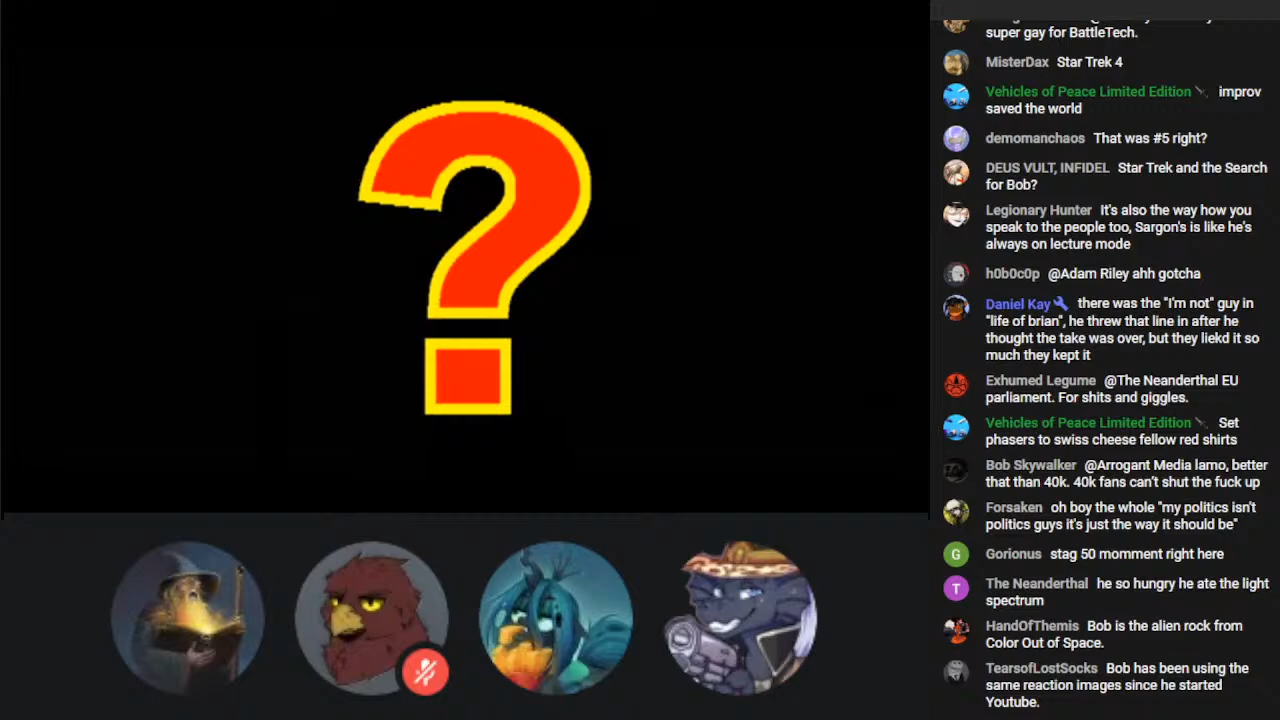 ?
super gay for BattleTech.
MisterDax Star Trek 4
Vehicles of Peace Limited Edition improv
saved the world
demomanchaos That was #5 right?
DEUS VULT, INFIDEL Star Trek and the Search
for Bob?
Legionary Hunter It's also the way how you
speak to the people too, Sargon's is like he's
always on lecture mode
h0b0c0p @Adam Riley ahh gotcha
Daniel Kay there was the "I'm not" guy in
"life of brian", he threw that line in after he
thought the take was over, but they liekd it so
much they kept it
Exhumed Legume @The Neanderthal EU
parliament. For shits and giggles.
Vehicles of Peace Limited Edition Set
phasers to swiss cheese fellow red shirts
Bob Skywalker @Arrogant Media lamo, better
that than 40k. 40k fans can't shut the fuck up
Forsaken oh boy the whole "my politics isn't
politics guys it's just the way it should be"
G
Gorionus stag 50 momment right here
T
The Neanderthal he so hungry he ate the light
spectrum
HandOfThemis Bob is the alien rock from
Color Out of Space.
TearsofLostSocks Bob has been using the
same reaction images since he started
Youtube.